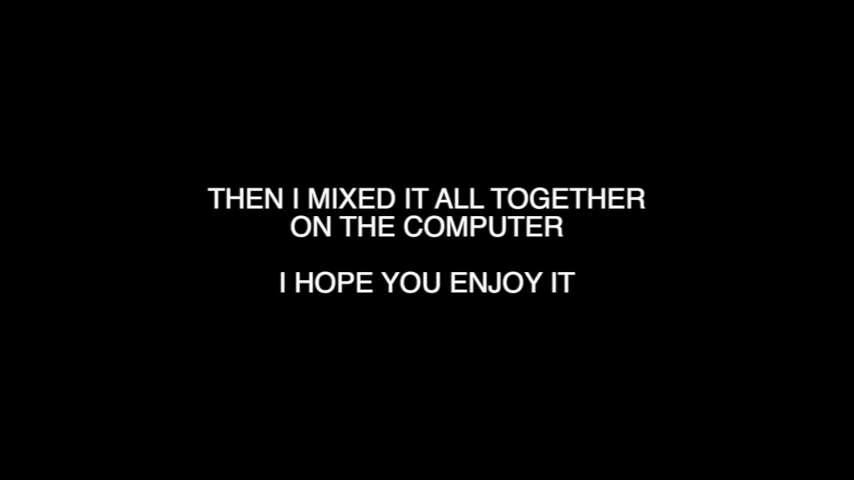 THEN I MIXED IT ALL TOGETHER
ON THE COMPUTER
I HOPE YOU ENJOY IT